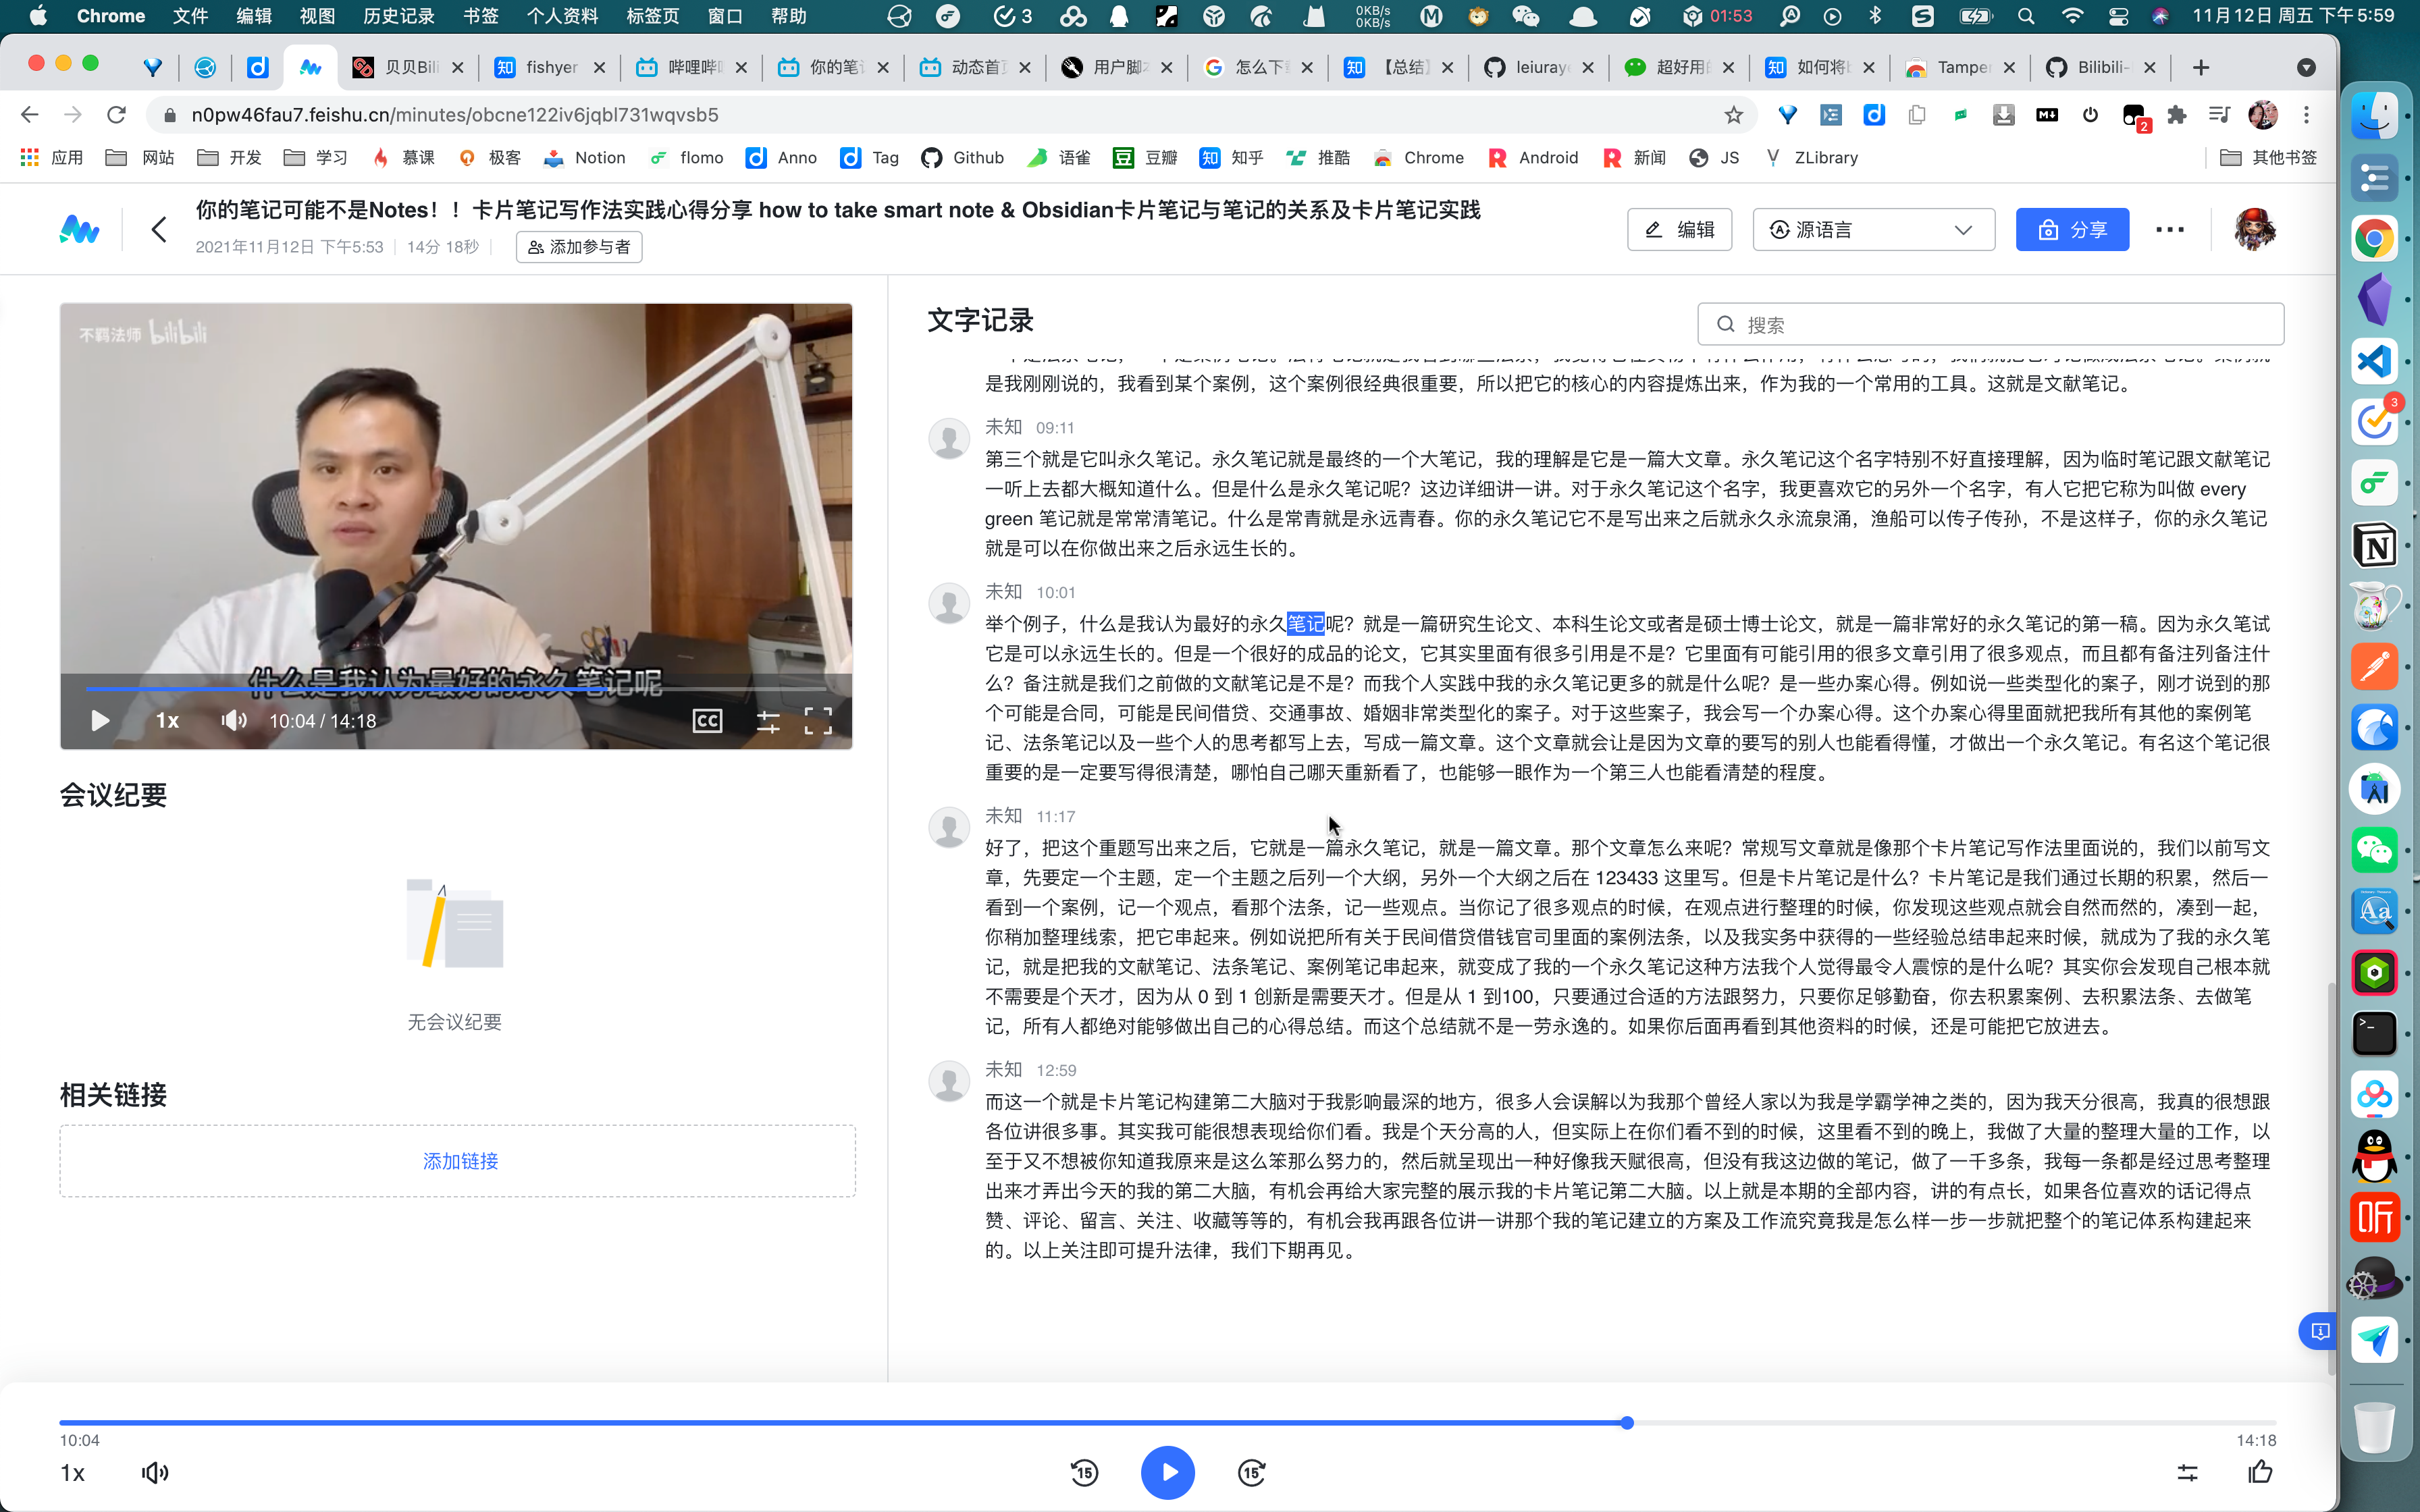 Chrome 文件 编辑 视图 历史记录 书签 个人资料 标签页 窗口 帮助 3 0KB/s 0KB/s 01:53 11月12日 周五 下午5:59
贝贝Bili fishyer 哔哩哔 你的笔 动态首 用户脚 怎么下 【总结】 leiuray 超好用 如何将 Tamper Bilibili-
n0pw46fau7.feishu.cn/minutes/obcne122iv6jqbl731wqvsb5
2
应用 网站 开发 学习 慕课 极客 Notion flomo Anno Tag Github 语雀 豆瓣 知乎 推酷 Chrome Android 新闻 JS ZLibrary 其他书签
你的笔记可能不是Notes！！卡片笔记写作法实践心得分享 how to take smart note & Obsidian卡片笔记与笔记的关系及卡片笔记实践
2021年11月12日 下午5:53 14分 18秒 添加参与者
编辑 源语言 分享
不羁法师 bilibili
什么是我认为最好的永久笔记呢
1x 10:04 / 14:18 CC
会议纪要
无会议纪要
相关链接
添加链接
文字记录
搜索
是我刚刚说的，我看到某个案例，这个案例很经典很重要，所以把它的核心的内容提炼出来，作为我的一个常用的工具。这就是文献笔记。
未知 09:11
第三个就是它叫永久笔记。永久笔记就是最终的一个大笔记，我的理解是它是一篇大文章。永久笔记这个名字特别不好直接理解，因为临时笔记跟文献笔记
一听上去都大概知道什么。但是什么是永久笔记呢？这边详细讲一讲。对于永久笔记这个名字，我更喜欢它的另外一个名字，有人它把它称为叫做 every
green 笔记就是常常清笔记。什么是常青就是永远青春。你的永久笔记它不是写出来之后就永久永流泉涌，渔船可以传子传孙，不是这样子，你的永久笔记
就是可以在你做出来之后永远生长的。
未知 10:01
举个例子，什么是我认为最好的永久笔记呢？就是一篇研究生论文、本科生论文或者是硕士博士论文，就是一篇非常好的永久笔记的第一稿。因为永久笔试
它是可以永远生长的。但是一个很好的成品的论文，它其实里面有很多引用是不是？它里面有可能引用的很多文章引用了很多观点，而且都有备注列备注什
么？备注就是我们之前做的文献笔记是不是？而我个人实践中我的永久笔记更多的就是什么呢？是一些办案心得。例如说一些类型化的案子，刚才说到的那
个可能是合同，可能是民间借贷、交通事故、婚姻非常类型化的案子。对于这些案子，我会写一个办案心得。这个办案心得里面就把我所有其他的案例笔
记、法条笔记以及一些个人的思考都写上去，写成一篇文章。这个文章就会让是因为文章的要写的别人也能看得懂，才做出一个永久笔记。有名这个笔记很
重要的是一定要写得很清楚，哪怕自己哪天重新看了，也能够一眼作为一个第三人也能看清楚的程度。
未知 11:17
好了，把这个重题写出来之后，它就是一篇永久笔记，就是一篇文章。那个文章怎么来呢？常规写文章就是像那个卡片笔记写作法里面说的，我们以前写文
章，先要定一个主题，定一个主题之后列一个大纲，另外一个大纲之后在 123433 这里写。但是卡片笔记是什么？卡片笔记是我们通过长期的积累，然后一
看到一个案例，记一个观点，看那个法条，记一些观点。当你记了很多观点的时候，在观点进行整理的时候，你发现这些观点就会自然而然的，凑到一起，
你稍加整理线索，把它串起来。例如说把所有关于民间借贷借钱官司里面的案例法条，以及我实务中获得的一些经验总结串起来时候，就成为了我的永久笔
记，就是把我的文献笔记、法条笔记、案例笔记串起来，就变成了我的一个永久笔记这种方法我个人觉得最令人震惊的是什么呢？其实你会发现自己根本就
不需要是个天才，因为从 0 到 1 创新是需要天才。但是从 1 到100，只要通过合适的方法跟努力，只要你足够勤奋，你去积累案例、去积累法条、去做笔
记，所有人都绝对能够做出自己的心得总结。而这个总结就不是一劳永逸的。如果你后面再看到其他资料的时候，还是可能把它放进去。
未知 12:59
而这一个就是卡片笔记构建第二大脑对于我影响最深的地方，很多人会误解以为我那个曾经人家以为我是学霸学神之类的，因为我天分很高，我真的很想跟
各位讲很多事。其实我可能很想表现给你们看。我是个天分高的人，但实际上在你们看不到的时候，这里看不到的晚上，我做了大量的整理大量的工作，以
至于又不想被你知道我原来是这么笨那么努力的，然后就呈现出一种好像我天赋很高，但没有我这边做的笔记，做了一千多条，我每一条都是经过思考整理
出来才弄出今天的我的第二大脑，有机会再给大家完整的展示我的卡片笔记第二大脑。以上就是本期的全部内容，讲的有点长，如果各位喜欢的话记得点
赞、评论、留言、关注、收藏等等的，有机会我再跟各位讲一讲那个我的笔记建立的方案及工作流究竟我是怎么样一步一步就把整个的笔记体系构建起来
的。以上关注即可提升法律，我们下期再见。
10:04 14:18
1x 15 15
3